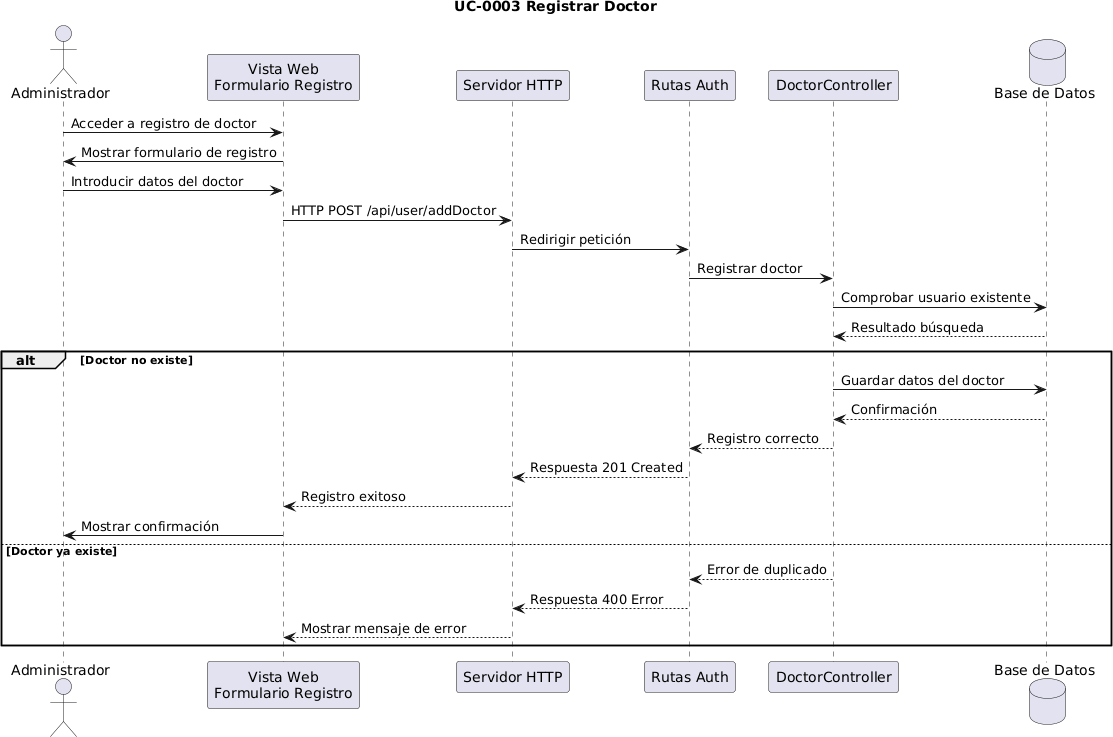 UC-0003 Registrar Doctor
Administrador
Vista Web
Formulario Registro
Servidor HTTP
Rutas Auth
DoctorController
Base de Datos
Acceder a registro de doctor
Mostrar formulario de registro
Introducir datos del doctor
HTTP POST /api/user/addDoctor
Redirigir petición
Registrar doctor
Comprobar usuario existente
Resultado búsqueda
alt
[Doctor no existe]
Guardar datos del doctor
Confirmación
Registro correcto
Respuesta 201 Created
Registro exitoso
Mostrar confirmación
[Doctor ya existe]
Error de duplicado
Respuesta 400 Error
Mostrar mensaje de error
Administrador
Vista Web
Formulario Registro
Servidor HTTP
Rutas Auth
DoctorController
Base de Datos